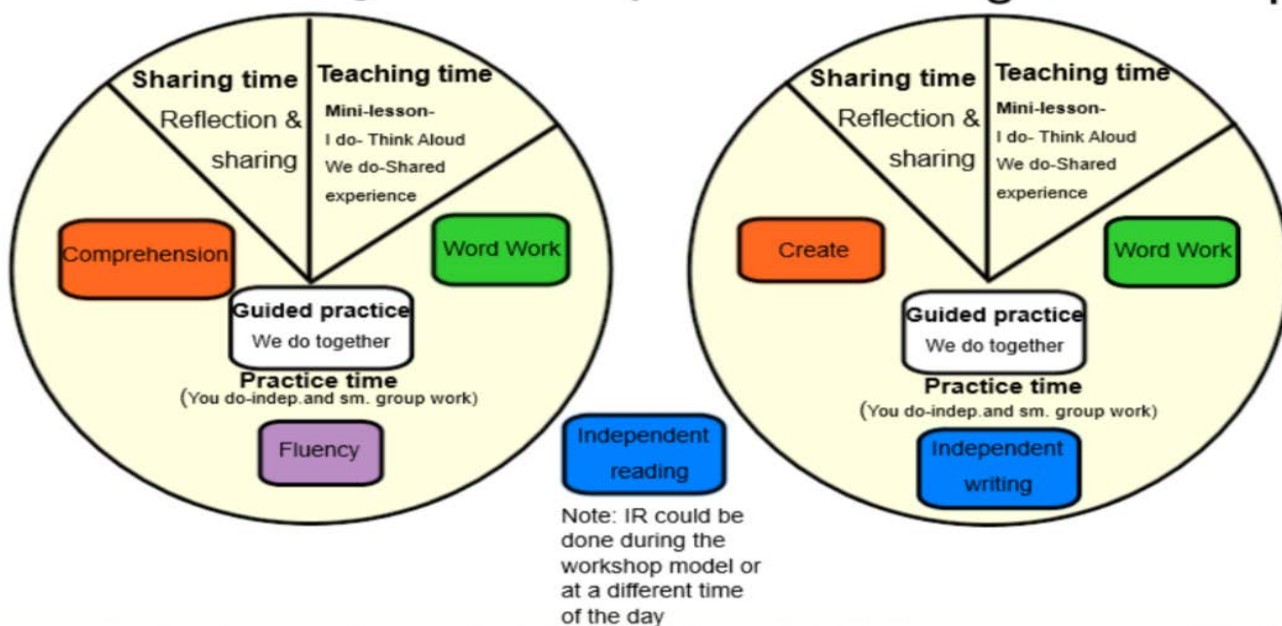 Sharing time
Reflection &
sharing
Teaching time
Mini-lesson-
I do- Think Aloud
We do-Shared
experience
Comprehension
Word Work
Guided practice
We do together
Practice time
(You do-indep.and sm. group work)
Fluency
Independent
reading
Note: IR could be
done during the
workshop model or
at a different time
of the day
Sharing time
Reflection &
sharing
Teaching time
Mini-lesson-
I do- Think Aloud
We do-Shared
experience
Create
Word Work
Guided practice
We do together
Practice time
(You do-indep.and sm. group work)
Independent
writing